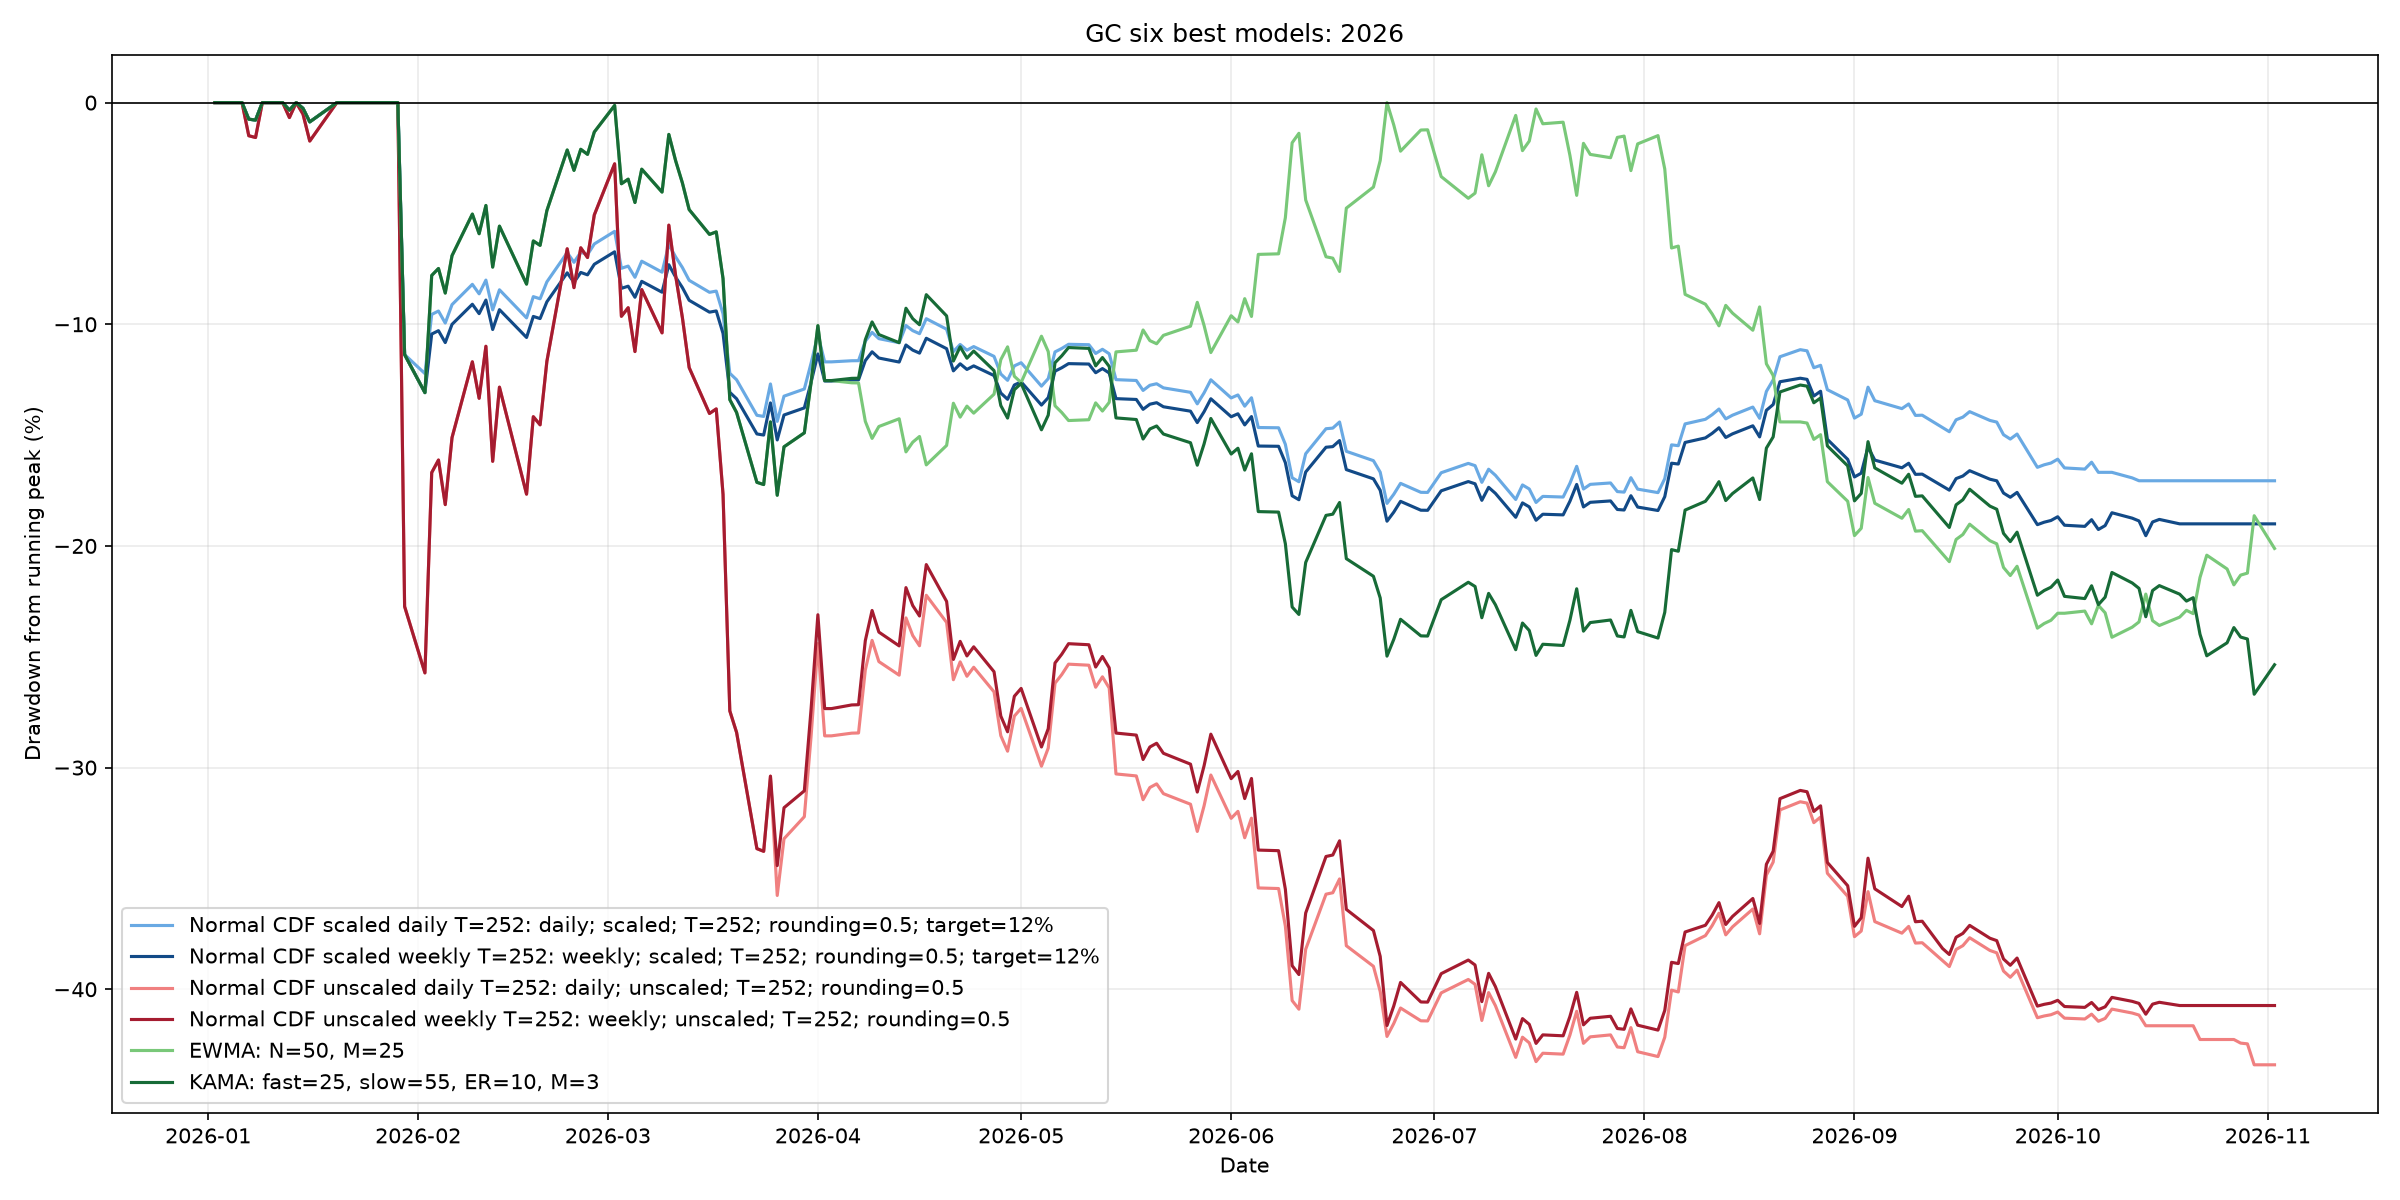 GC six best models: 2026
Drawdown from running peak (%)
0
−10
−20
−30
−40
Normal CDF scaled daily T=252: daily; scaled; T=252; rounding=0.5; target=12%
Normal CDF scaled weekly T=252: weekly; scaled; T=252; rounding=0.5; target=12%
Normal CDF unscaled daily T=252: daily; unscaled; T=252; rounding=0.5
Normal CDF unscaled weekly T=252: weekly; unscaled; T=252; rounding=0.5
EWMA: N=50, M=25
KAMA: fast=25, slow=55, ER=10, M=3
2026-01 2026-02 2026-03 2026-04 2026-05 2026-06 2026-07 2026-08 2026-09 2026-10 2026-11
Date